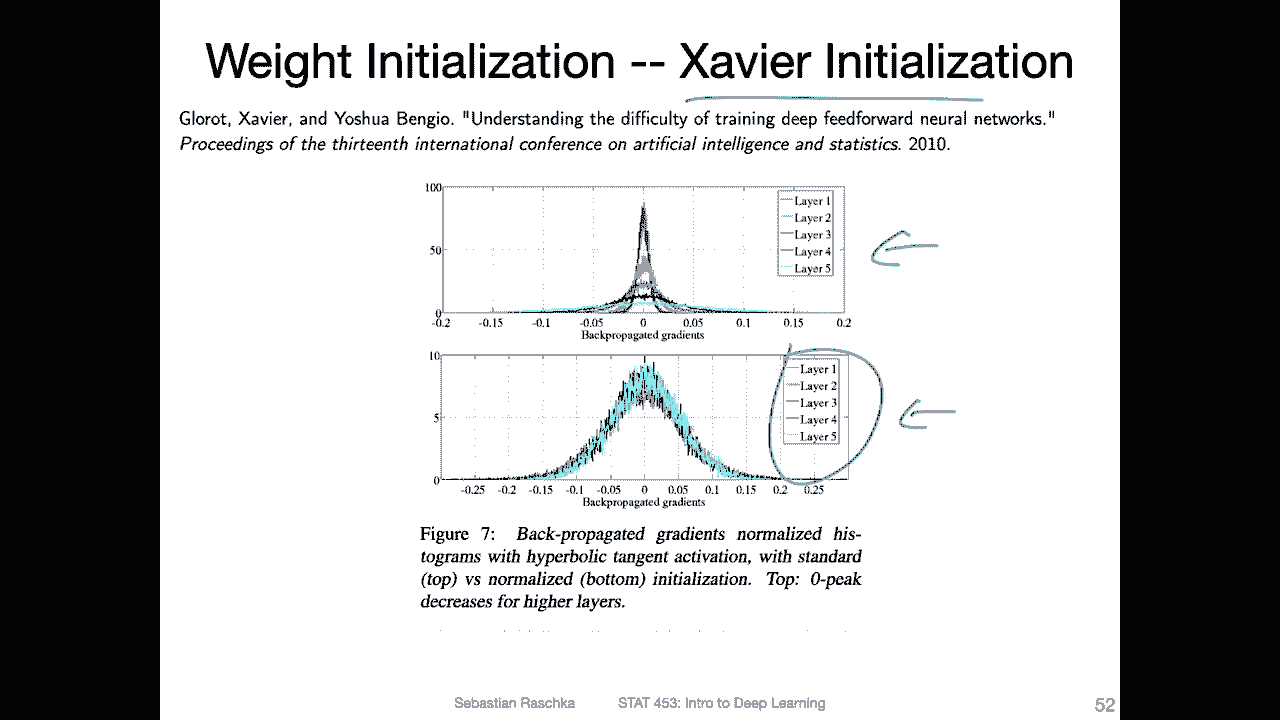 Weight Initialization -- Xavier Initialization
Glorot, Xavier, and Yoshua Bengio. "Understanding the difficulty of training deep feedforward neural networks."
Proceedings of the thirteenth international conference on artificial intelligence and statistics. 2010.
100
50
0
Layer 1
Layer 2
Layer 3
Layer 4
Layer 5
-0.2 -0.15 -0.1 -0.05 0 0.05 0.1 0.15 0.2
Backpropagated gradients
10
5
0
Layer 1
Layer 2
Layer 3
Layer 4
Layer 5
-0.25 -0.2 -0.15 -0.1 -0.05 0 0.05 0.1 0.15 0.2 0.25
Backpropagated gradients
Figure 7: Back-propagated gradients normalized his-
tograms with hyperbolic tangent activation, with standard
(top) vs normalized (bottom) initialization. Top: 0-peak
decreases for higher layers.
Sebastian Raschka STAT 453: Intro to Deep Learning 52